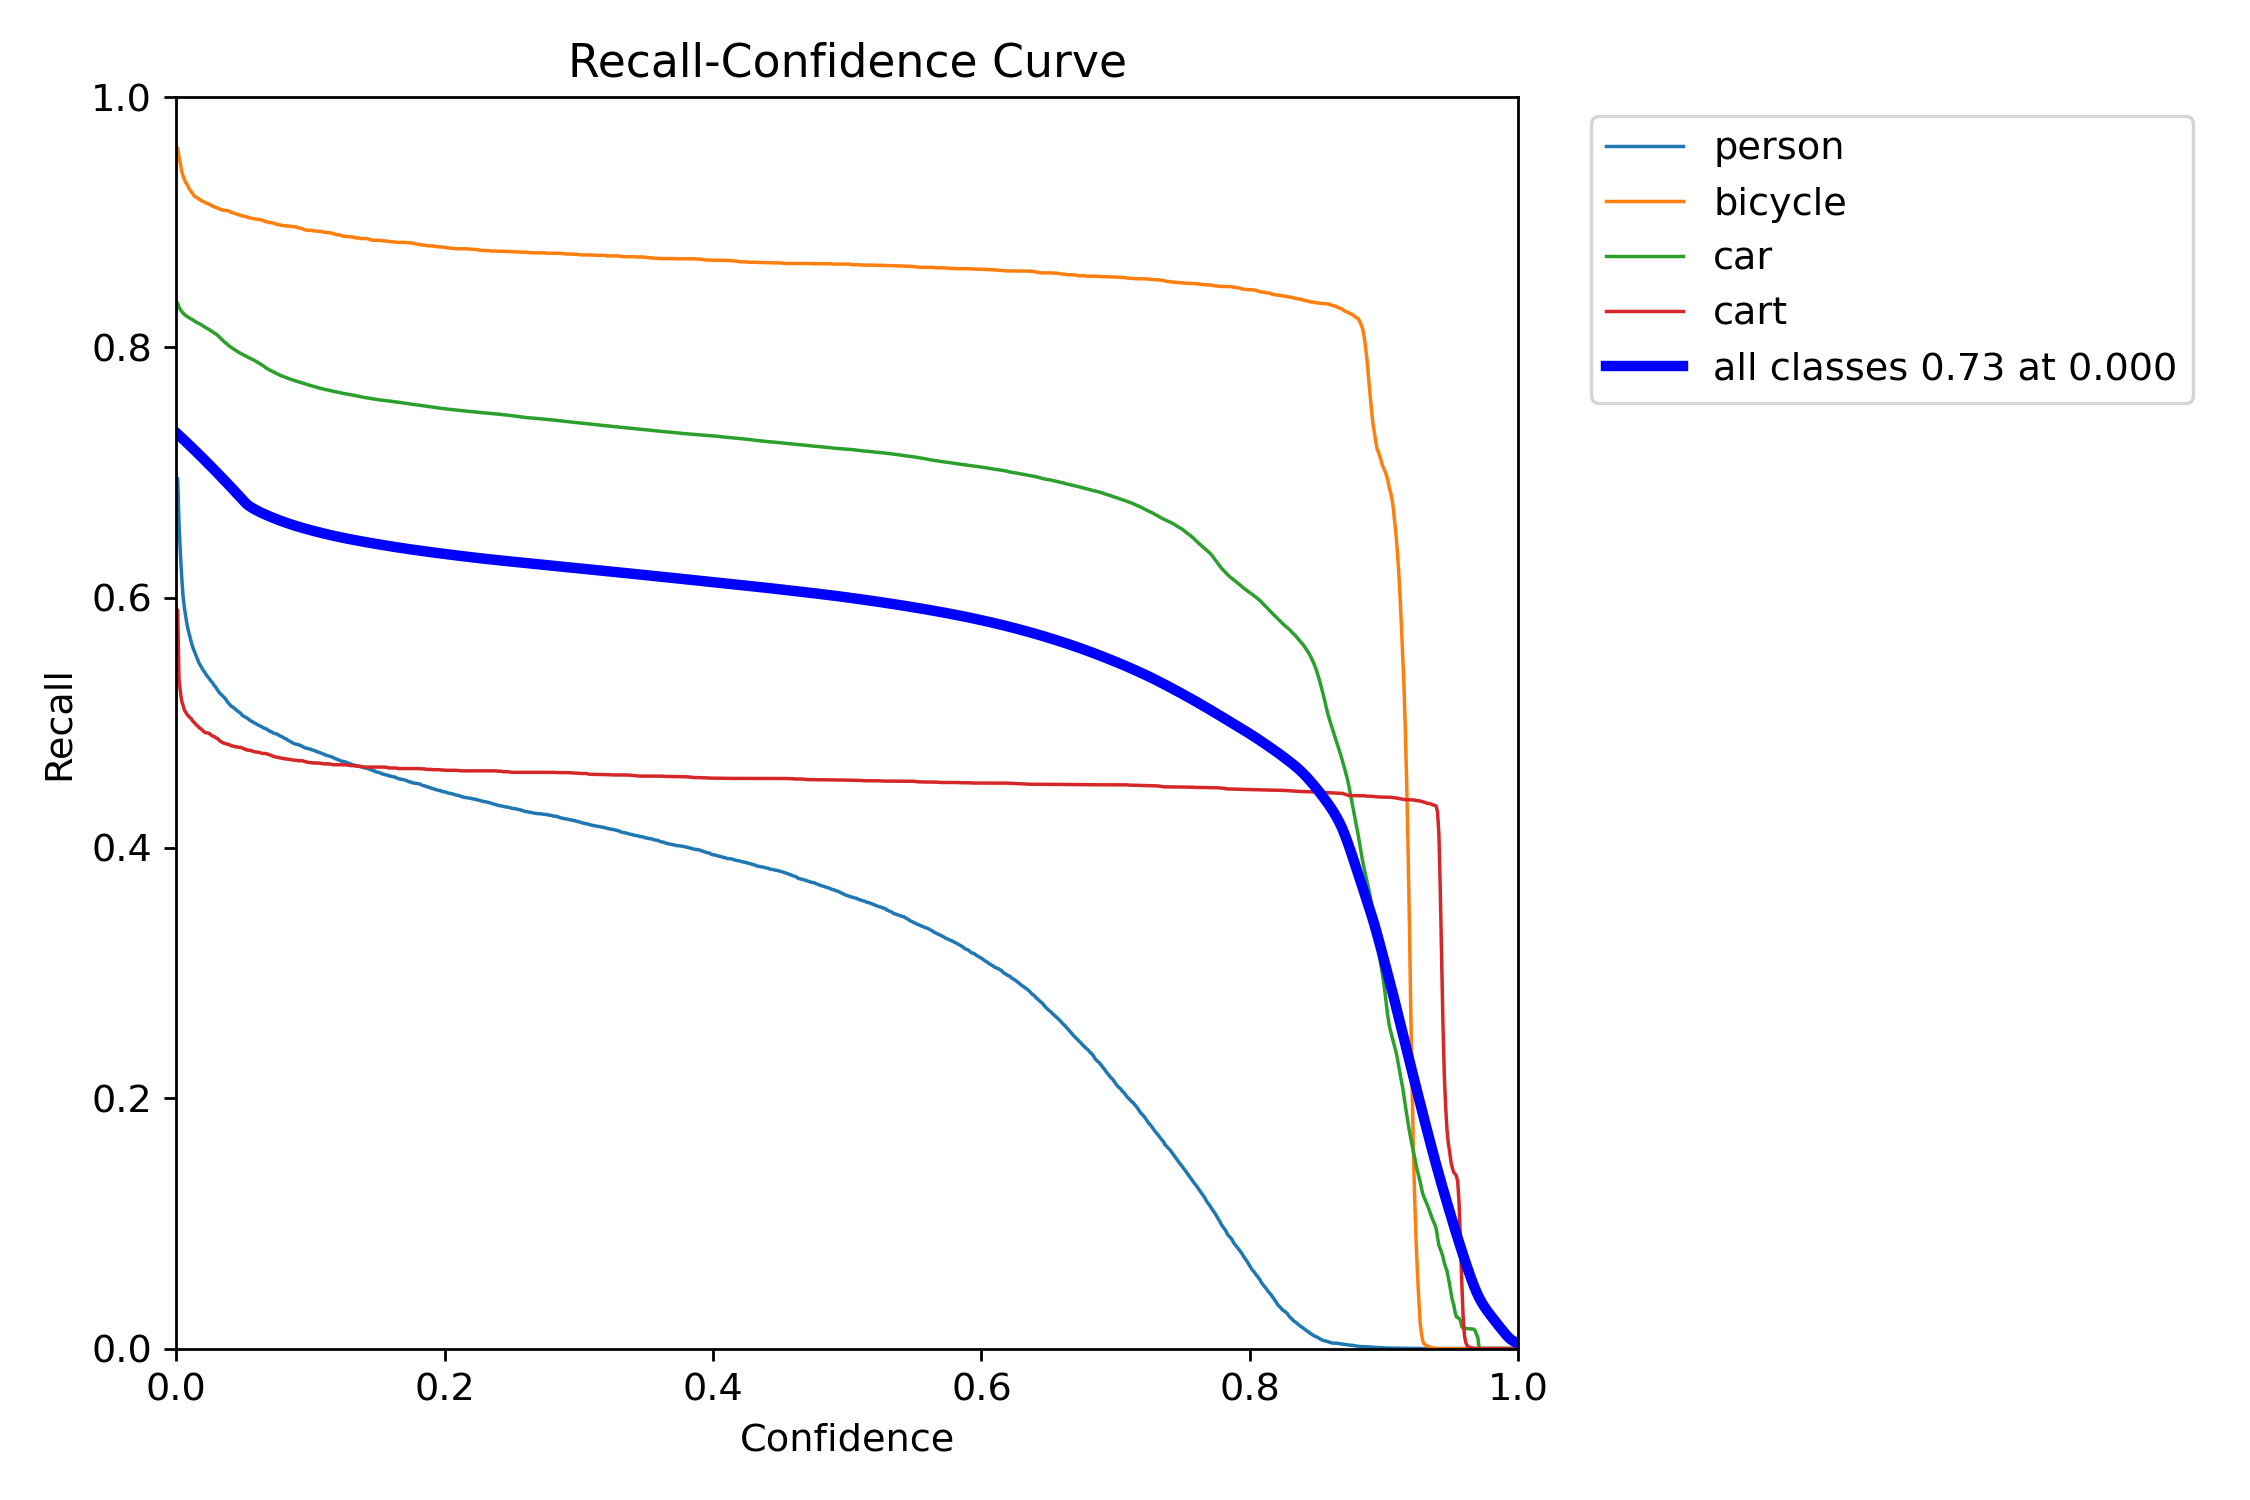 Recall-Confidence Curve
1.0
0.8
0.6
0.4
0.2
0.0
Recall
0.0 0.2 0.4 0.6 0.8 1.0
Confidence
person
bicycle
car
cart
all classes 0.73 at 0.000